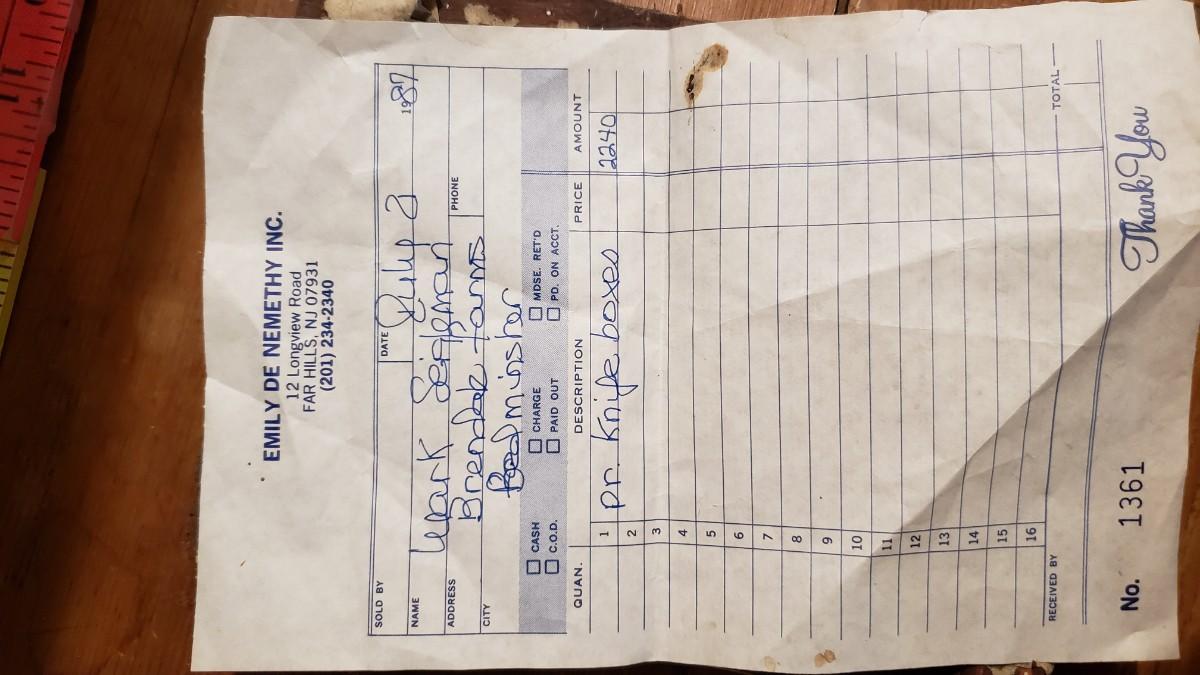 EMILY DE NEMETHY INC.
12 Longview Road
FAR HILLS, NJ 07931
(201) 234-2340
SOLD BY DATE July 2 1987
NAME Mark Seidman
ADDRESS Brendale farms PHONE
CITY Bedminster
CASH CHARGE MDSE. RET'D
C.O.D. PAID OUT PD. ON ACCT.
QUAN. DESCRIPTION PRICE AMOUNT
1 pr. Knife boxes 2240
2
3
4
5
6
7
8
9
10
11
12
13
14
15
16
RECEIVED BY TOTAL
No. 1361 Thank You